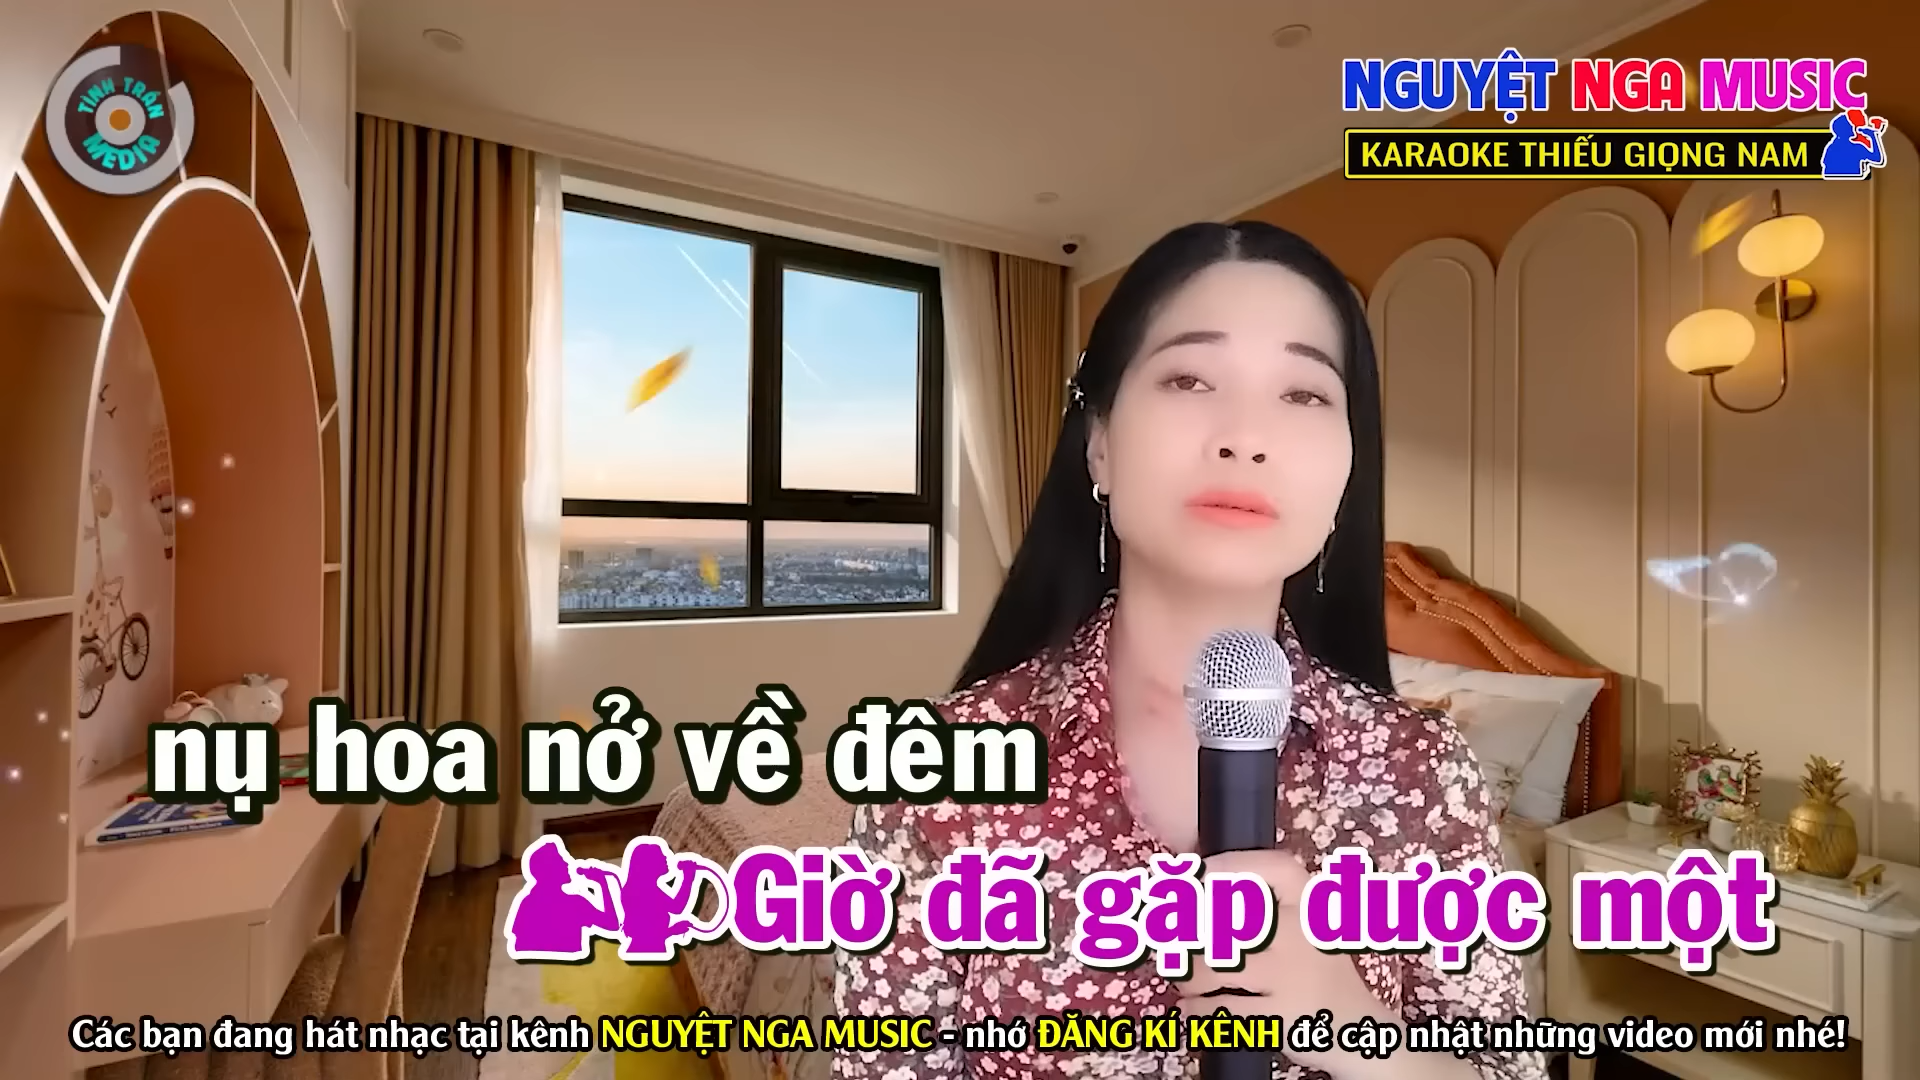 TÌNH TRẦN
MEDIA
NGUYỆT NGA MUSIC
KARAOKE THIẾU GIỌNG NAM
nụ hoa nở về đêm
Giờ đã gặp được một
Các bạn đang hát nhạc tại kênh NGUYỆT NGA MUSIC - nhớ ĐĂNG KÍ KÊNH để cập nhật những video mới nhé!